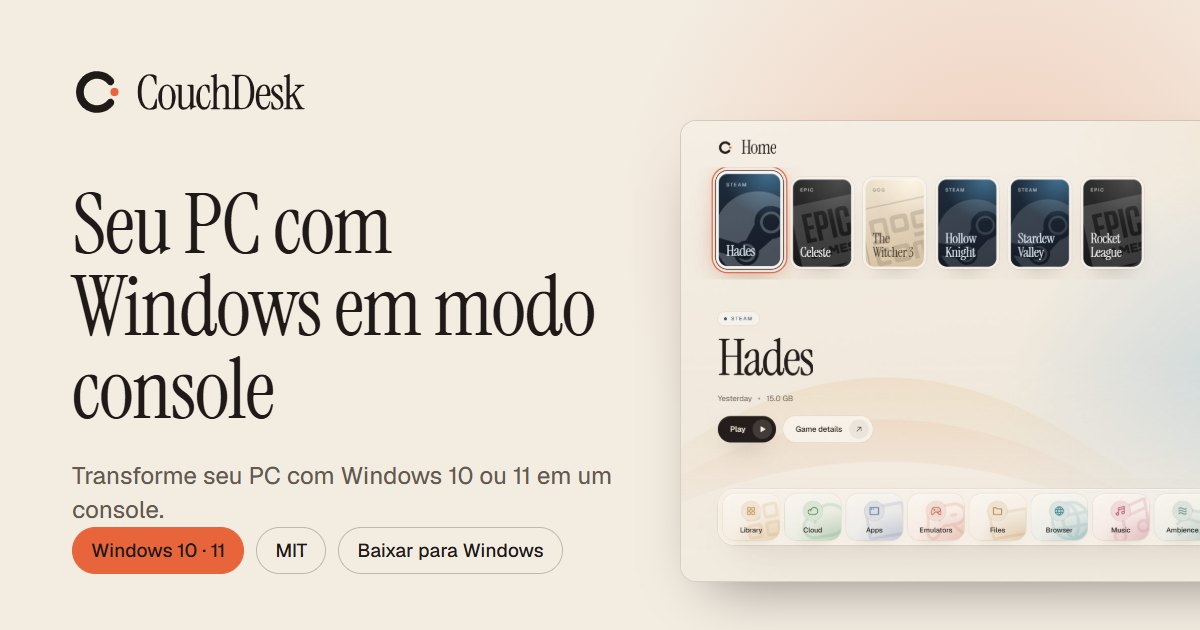 CouchDesk
Seu PC com
Windows em modo
console
Transforme seu PC com Windows 10 ou 11 em um
console.
Windows 10 · 11
MIT
Baixar para Windows
Home
STEAM
Hades
EPIC
Celeste
GOG
The
Witcher 3
STEAM
Hollow
Knight
STEAM
Stardew
Valley
EPIC
Rocket
League
STEAM
Hades
Yesterday • 15.0 GB
Play
Game details
Library
Cloud
Apps
Emulators
Files
Browser
Music
Ambience